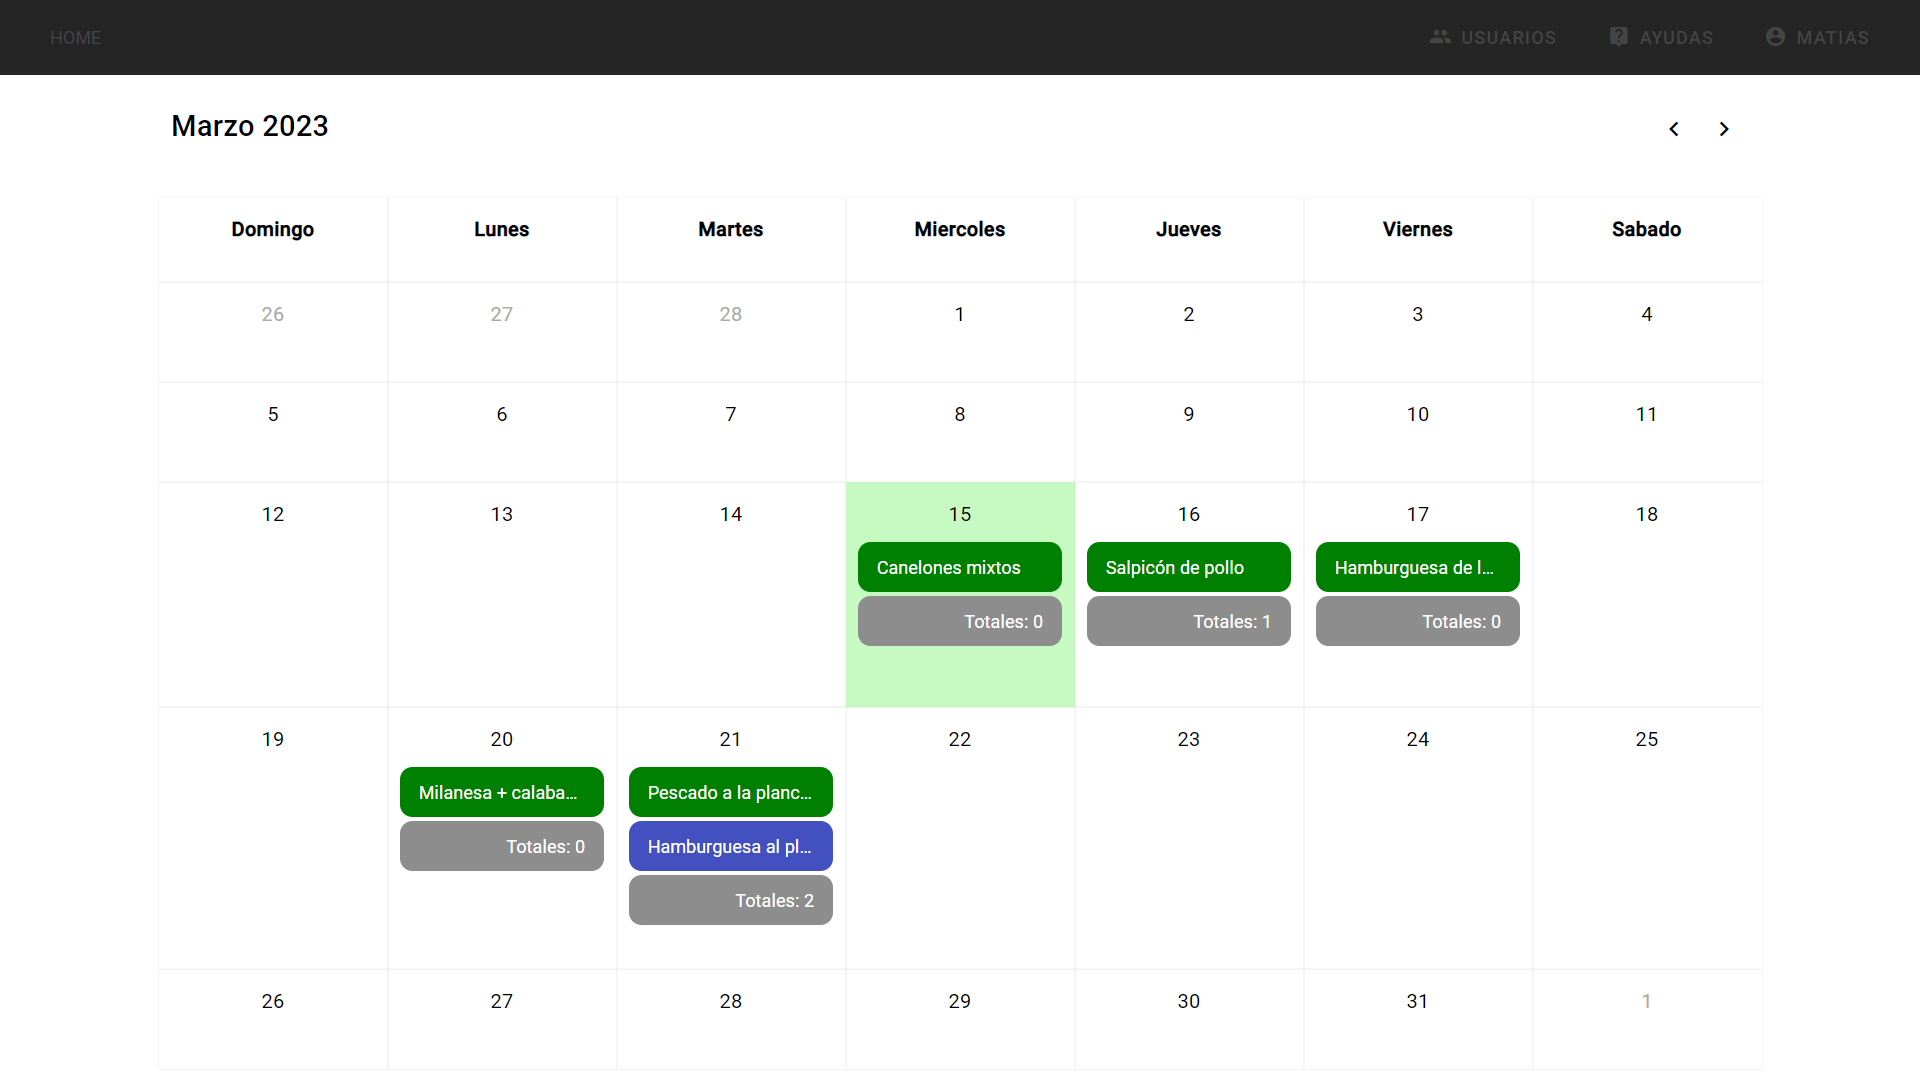 HOME USUARIOS AYUDAS MATIAS
Marzo 2023
Domingo Lunes Martes Miercoles Jueves Viernes Sabado
26 27 28 1 2 3 4
5 6 7 8 9 10 11
12 13 14 15 16 17 18
Canelones mixtos Salpicón de pollo Hamburguesa de l...
Totales: 0 Totales: 1 Totales: 0
19 20 21 22 23 24 25
Milanesa + calaba... Pescado a la planc...
Totales: 0 Hamburguesa al pl...
Totales: 2
26 27 28 29 30 31 1